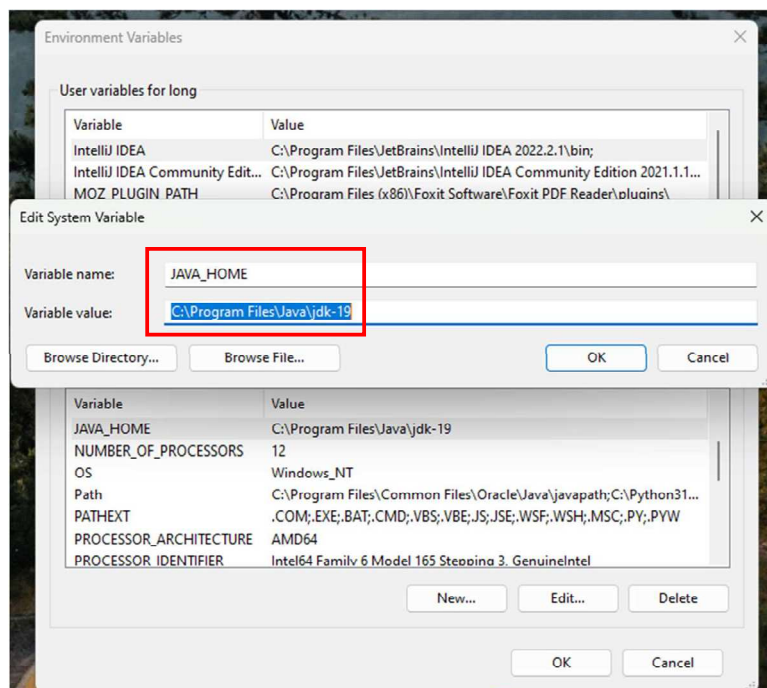 Environment Variables
User variables for long
Variable Value
IntelliJ IDEA C:\Program Files\JetBrains\IntelliJ IDEA 2022.2.1\bin;
IntelliJ IDEA Community Edit... C:\Program Files\JetBrains\IntelliJ IDEA Community Edition 2021.1.1...
MOZ_PLUGIN_PATH C:\Program Files (x86)\Foxit Software\Foxit PDF Reader\plugins\
Edit System Variable
Variable name: JAVA_HOME
Variable value: C:\Program Files\Java\jdk-19
Browse Directory... Browse File... OK Cancel
Variable Value
JAVA_HOME C:\Program Files\Java\jdk-19
NUMBER_OF_PROCESSORS 12
OS Windows_NT
Path C:\Program Files\Common Files\Oracle\Java\javapath;C:\Python31...
PATHEXT .COM;.EXE;.BAT;.CMD;.VBS;.VBE;.JS;.JSE;.WSF;.WSH;.MSC;.PY;.PYW
PROCESSOR_ARCHITECTURE AMD64
PROCESSOR_IDENTIFIER Intel64 Family 6 Model 165 Stepping 3, GenuineIntel
New... Edit... Delete
OK Cancel